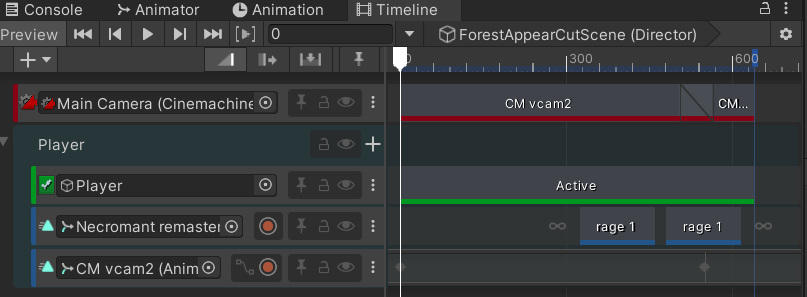 Console Animator Animation Timeline
Preview 0 ForestAppearCutScene (Director)
0 300 600
Main Camera (Cinemachine CM vcam2 CM...
Player
Player Active
Necromant remaster rage 1 rage 1
CM vcam2 (Anim